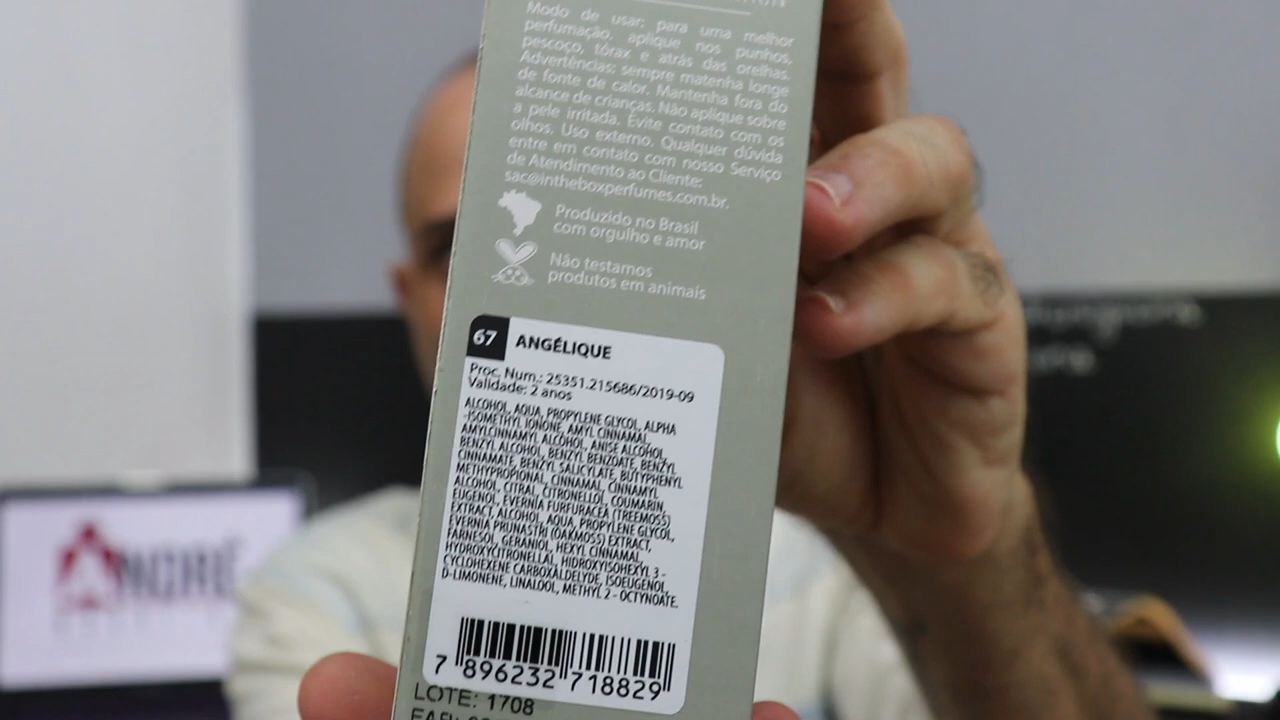 Modo de usar: para uma melhor
perfumação, aplique nos punhos,
pescoço, tórax e atrás das orelhas.
Advertências: sempre matenha longe
de fonte de calor. Mantenha fora do
alcance de crianças. Não aplique sobre
a pele irritada. Evite contato com os
olhos. Uso externo. Qualquer dúvida
entre em contato com nosso Serviço
de Atendimento ao Cliente:
sac@intheboxperfumes.com.br.
Produzido no Brasil
com orgulho e amor
Não testamos
produtos em animais
67 ANGÉLIQUE
Proc. Num.: 25351.215686/2019-09
Validade: 2 anos
ALCOHOL, AQUA, PROPYLENE GLYCOL, ALPHA
-ISOMETHYL IONONE, AMYL CINNAMAL,
AMYLCINNAMYL ALCOHOL, ANISE ALCOHOL,
BENZYL ALCOHOL, BENZYL BENZOATE, BENZYL
CINNAMATE, BENZYL SALICYLATE, BUTYPHENYL
METHYPROPIONAL, CINNAMAL, CINNAMYL
ALCOHOL, CITRAL, CITRONELLOL, COUMARIN,
EUGENOL, EVERNIA FURFURACEA (TREEMOSS)
EXTRACT, ALCOHOL, AQUA, PROPYLENE GLYCOL,
EVERNIA PRUNASTRI (OAKMOSS) EXTRACT,
FARNESOL, GERANIOL, HEXYL CINNAMAL,
HYDROXYCITRONELLAL, HIDROXYISOHEXYL 3 -
CYCLOHEXENE CARBOXALDELYDE, ISOEUGENOL,
D-LIMONENE, LINALOOL, METHYL 2 - OCTYNOATE.
7 896232 718829
LOTE: 1708
ANDRÉ